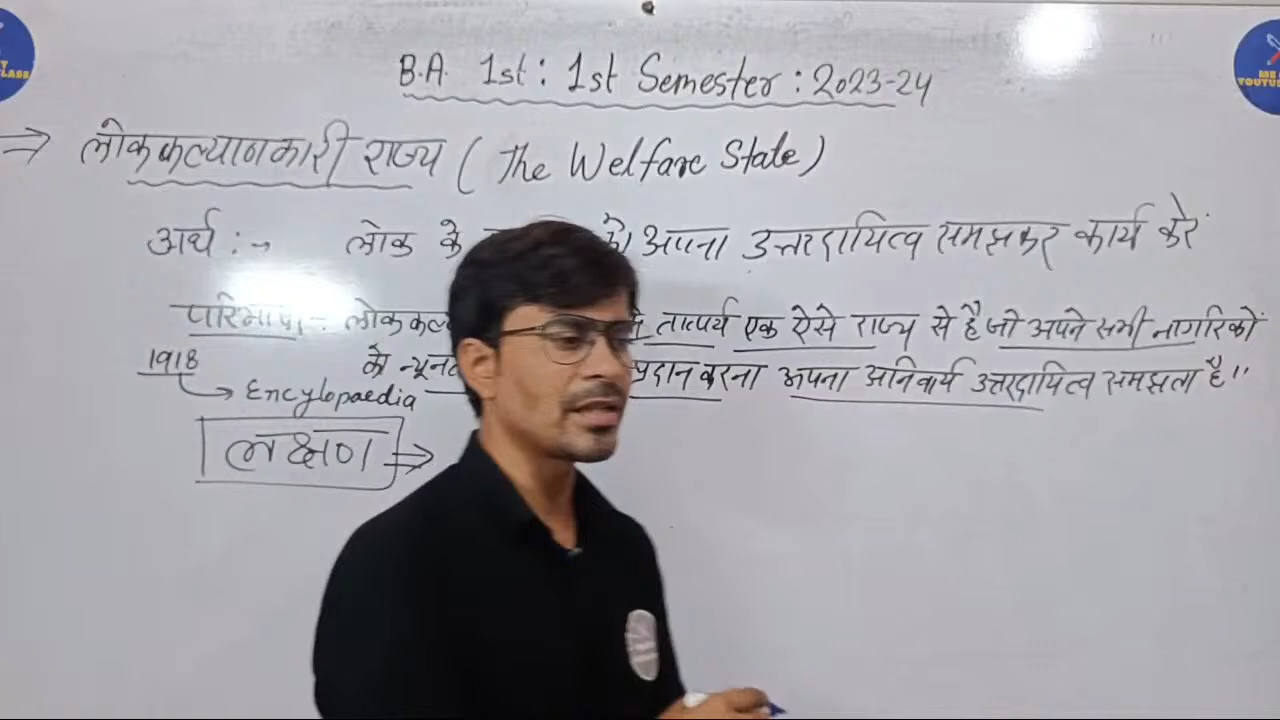 B.A. 1st : 1st Semester : 2023-24
⇒ लोककल्याणकारी राज्य ( The Welfare State )
अर्थ :→ लोक के अपना उत्तरदायित्व समझकर कार्य करें
परिभाषा :- तात्पर्य एक ऐसे राज्य से है जो अपने सभी नागरिकों
1918 को प्रदान करना अपना अनिवार्य उत्तरदायित्व समझता है"
→ Encylopaedia
लक्षण ⇒